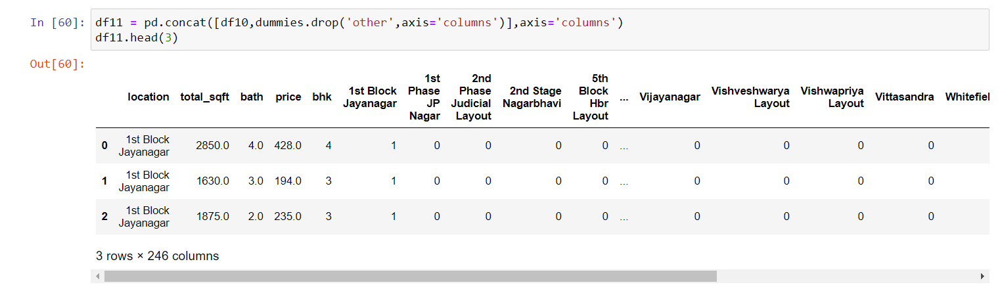 In [60]: df11 = pd.concat([df10,dummies.drop('other',axis='columns')],axis='columns')
df11.head(3)
Out[60]:
location total_sqft bath price bhk 1st Block Jayanagar 1st Phase JP Nagar 2nd Phase Judicial Layout 2nd Stage Nagarbhavi 5th Block Hbr Layout ... Vijayanagar Vishveshwarya Layout Vishwapriya Layout Vittasandra Whitefiel
0 1st Block Jayanagar 2850.0 4.0 428.0 4 1 0 0 0 0 ... 0 0 0 0
1 1st Block Jayanagar 1630.0 3.0 194.0 3 1 0 0 0 0 ... 0 0 0 0
2 1st Block Jayanagar 1875.0 2.0 235.0 3 1 0 0 0 0 ... 0 0 0 0
3 rows × 246 columns